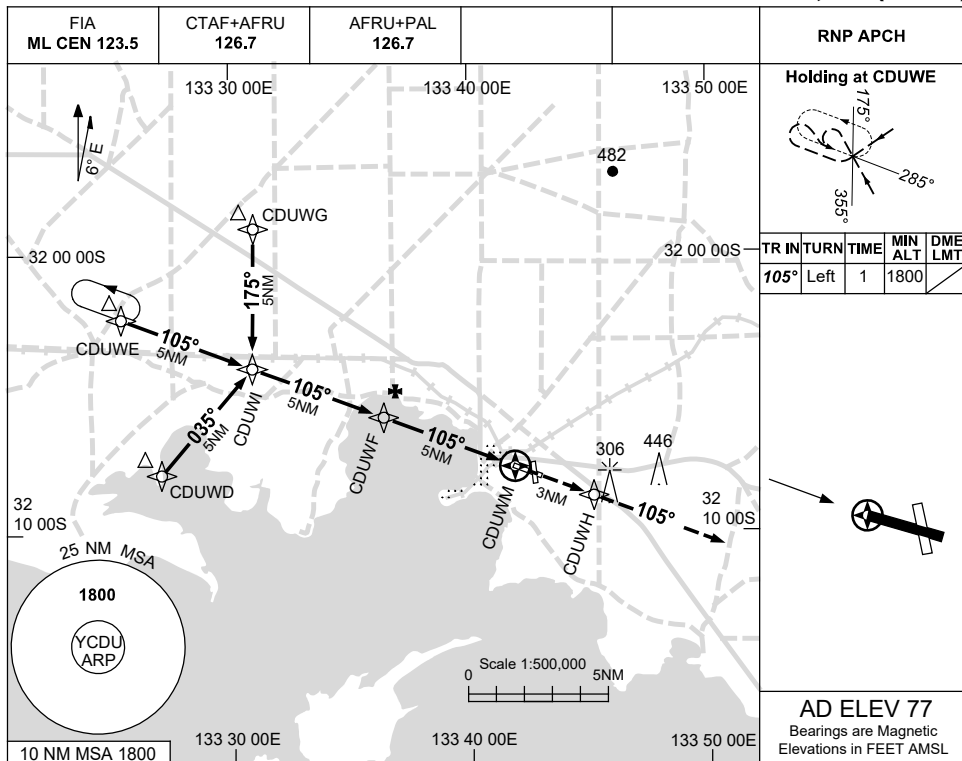 FIA
ML CEN 123.5
CTAF+AFRU
126.7
AFRU+PAL
126.7
RNP APCH
133 30 00E
133 40 00E
133 50 00E
6° E
482
CDUWG
32 00 00S
32 00 00S
175°
5NM
CDUWE
105°
5NM
CDUWI
105°
5NM
035°
5NM
CDUWD
CDUWF
105°
5NM
CDUWM
3NM
CDUWH
306
446
105°
32
10 00S
32
10 00S
25 NM MSA
1800
YCDU
ARP
10 NM MSA 1800
Scale 1:500,000
0
5NM
133 30 00E
133 40 00E
133 50 00E
Holding at CDUWE
175°
285°
355°
TR IN TURN TIME MIN ALT DME LMT
105° Left 1 1800
AD ELEV 77
Bearings are Magnetic
Elevations in FEET AMSL